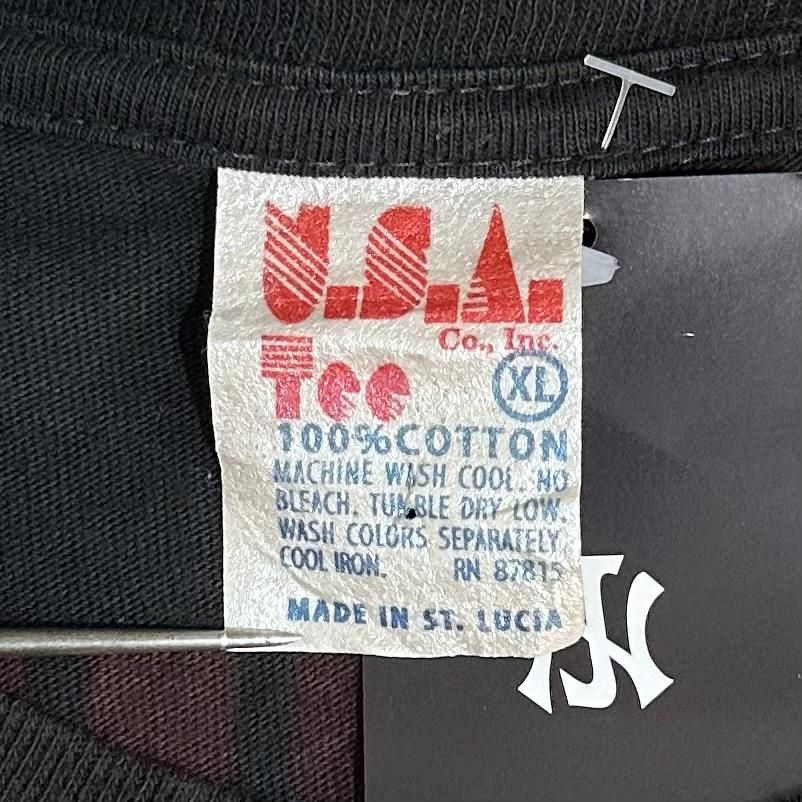 U.S.A.
Co., Inc.
Tee XL
100% COTTON
MACHINE WASH COOL. NO
BLEACH. TUMBLE DRY LOW.
WASH COLORS SEPARATELY.
COOL IRON. RN 87815
MADE IN ST. LUCIA